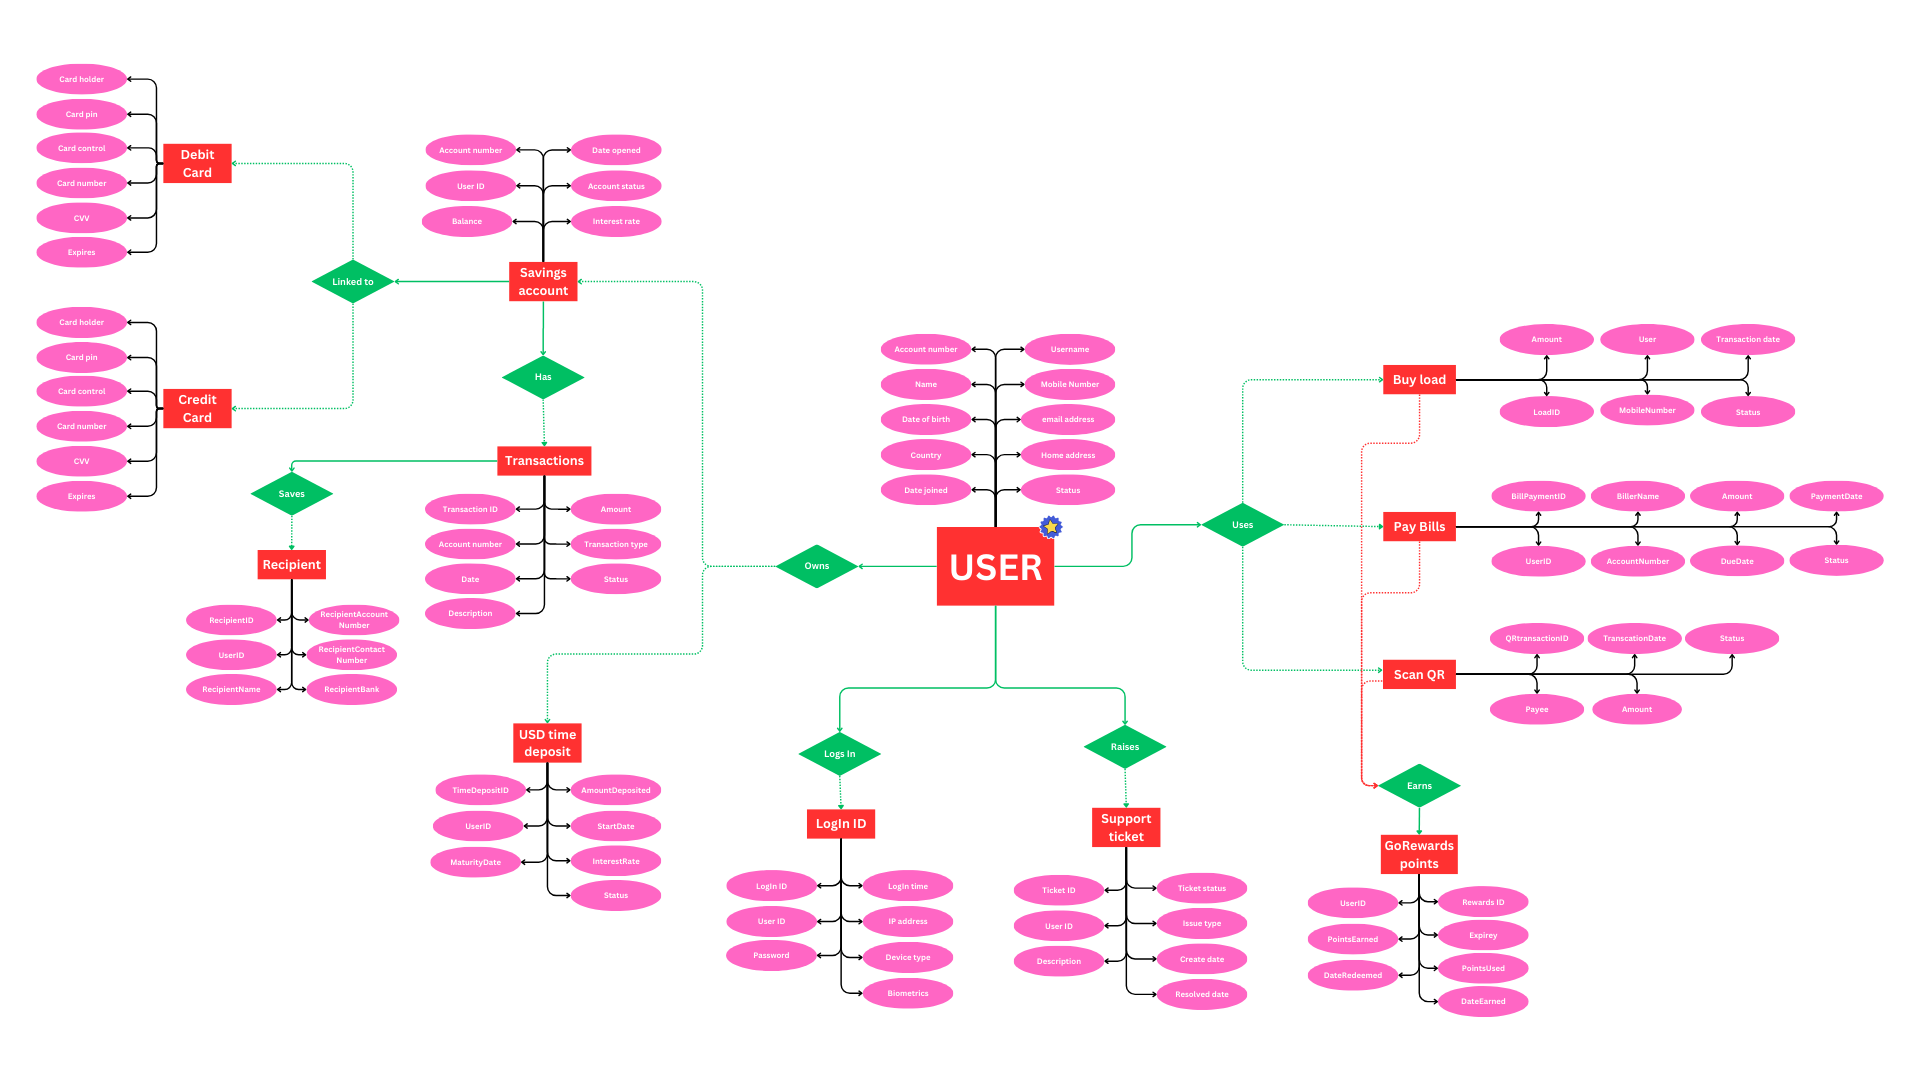 Card holder
Card pin
Card control
Card number
CVV
Expires
Debit
Card
Card holder
Card pin
Card control
Card number
CVV
Expires
Credit
Card
Linked to
Account number
User ID
Balance
Date opened
Account status
Interest rate
Savings
account
Has
Transactions
Transaction ID
Account number
Date
Description
Amount
Transaction type
Status
Saves
Recipient
RecipientID
UserID
RecipientName
RecipientAccount
Number
RecipientContact
Number
RecipientBank
USD time
deposit
TimeDepositID
UserID
MaturityDate
AmountDeposited
StartDate
InterestRate
Status
Owns
Account number
Name
Date of birth
Country
Date joined
Username
Mobile Number
email address
Home address
Status
USER
Logs In
LogIn ID
LogIn ID
User ID
Password
LogIn time
IP address
Device type
Biometrics
Raises
Support
ticket
Ticket ID
User ID
Description
Ticket status
Issue type
Create date
Resolved date
Uses
Buy load
Amount
User
Transaction date
LoadID
MobileNumber
Status
Pay Bills
BillPaymentID
BillerName
Amount
PaymentDate
UserID
AccountNumber
DueDate
Status
Scan QR
QRtransactionID
TranscationDate
Status
Payee
Amount
Earns
GoRewards
points
UserID
PointsEarned
DateRedeemed
Rewards ID
Expirey
PointsUsed
DateEarned